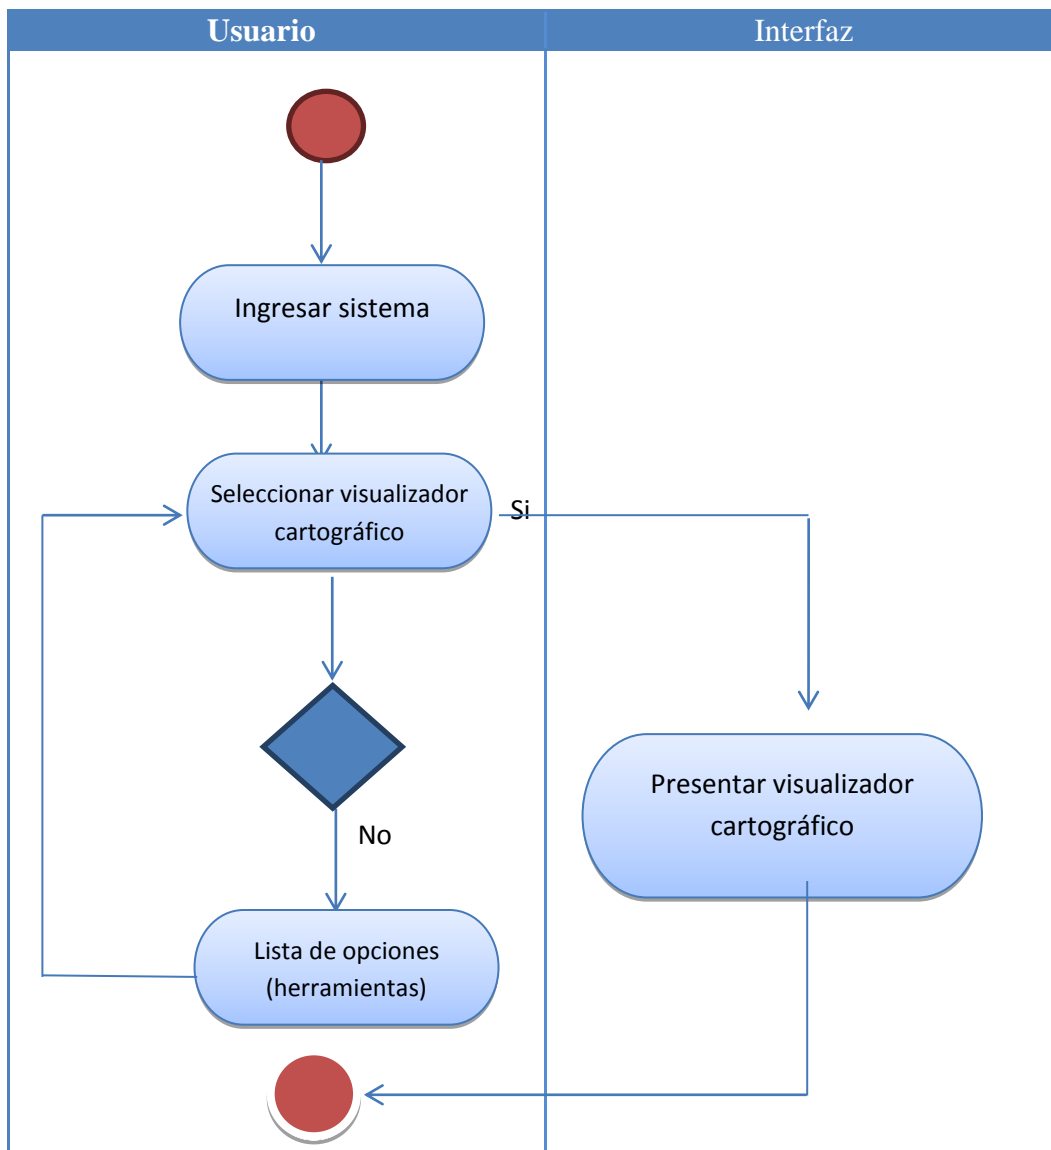 Usuario
Interfaz
Ingresar sistema
Seleccionar visualizador
cartográfico
Si
No
Presentar visualizador
cartográfico
Lista de opciones
(herramientas)